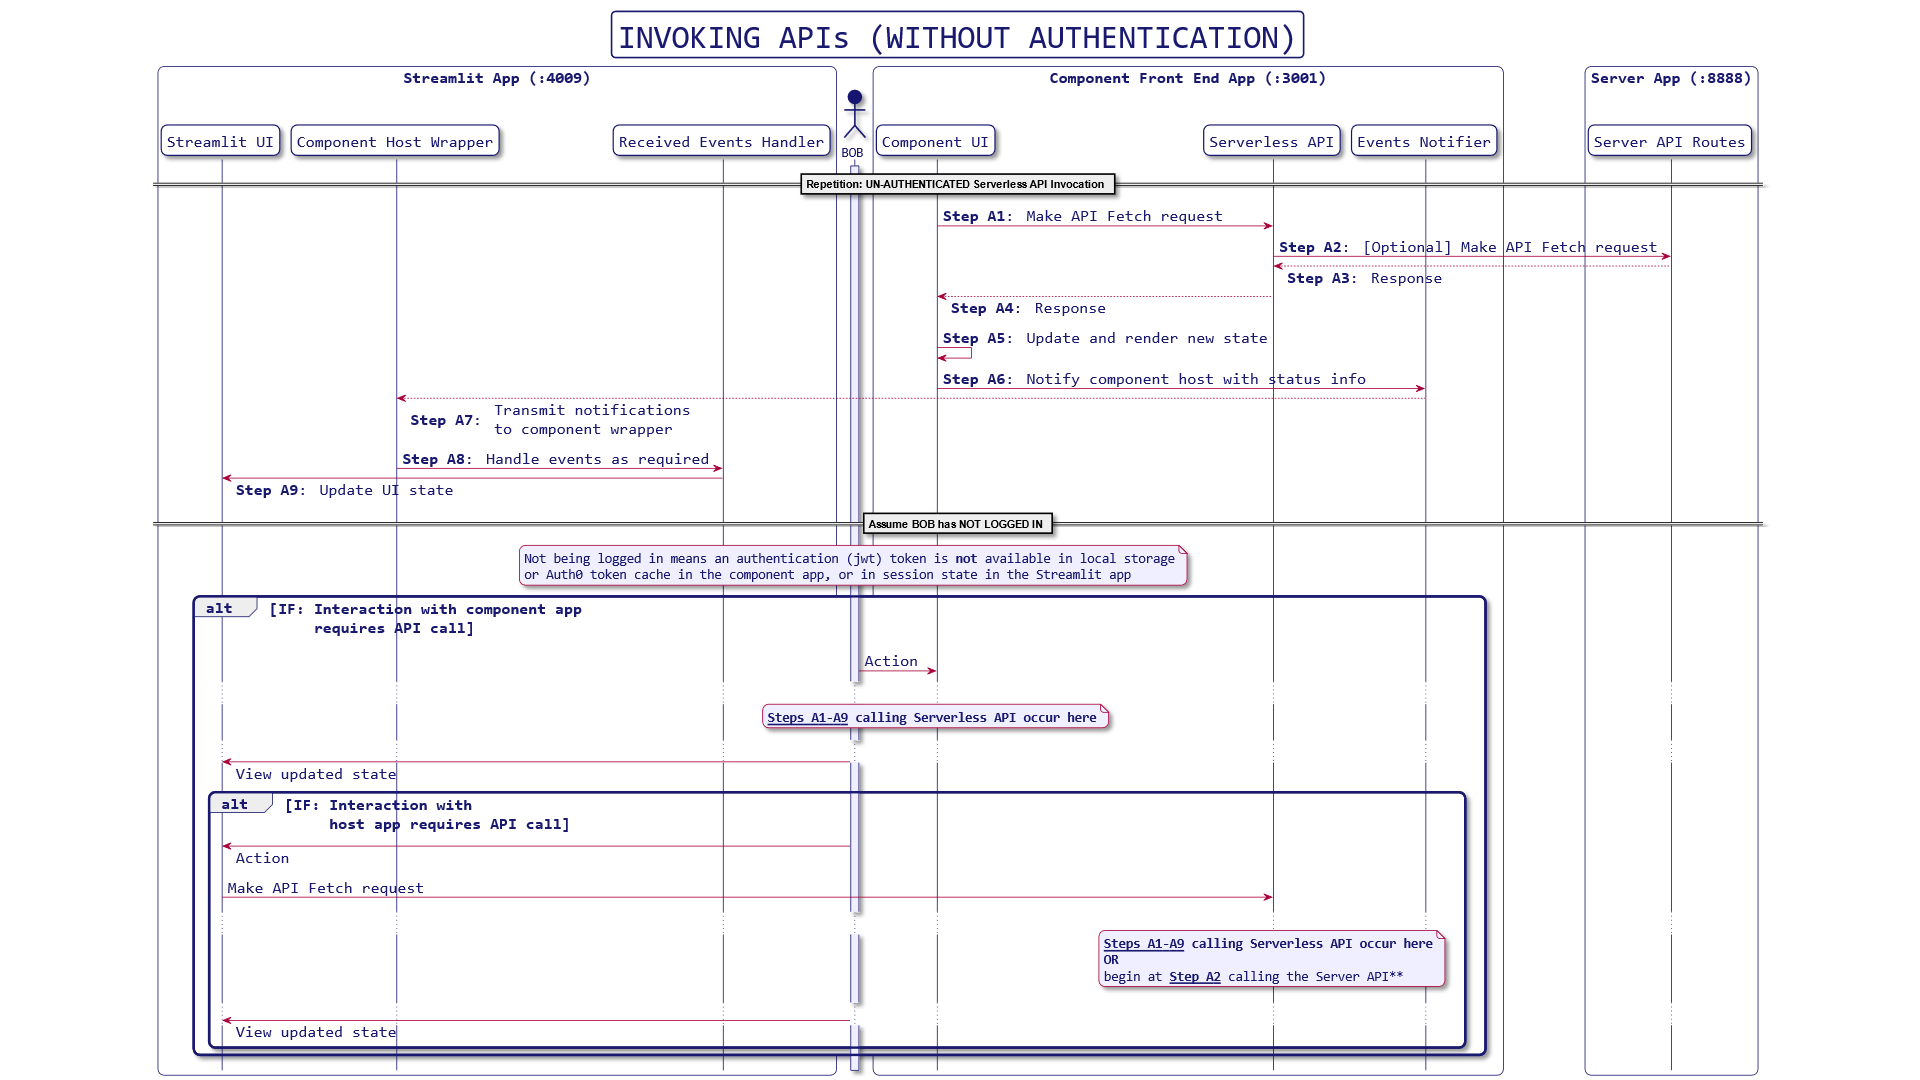 INVOKING APIs (WITHOUT AUTHENTICATION)
Streamlit App (:4009)
Component Front End App (:3001)
Server App (:8888)
Streamlit UI
Component Host Wrapper
Received Events Handler
BOB
Component UI
Serverless API
Events Notifier
Server API Routes
Repetition: UN-AUTHENTICATED Serverless API Invocation
Step A1: Make API Fetch request
Step A2: [Optional] Make API Fetch request
Step A3: Response
Step A4: Response
Step A5: Update and render new state
Step A6: Notify component host with status info
Step A7: Transmit notifications
to component wrapper
Step A8: Handle events as required
Step A9: Update UI state
Assume BOB has NOT LOGGED IN
Not being logged in means an authentication (jwt) token is not available in local storage
or Auth0 token cache in the component app, or in session state in the Streamlit app
alt [IF: Interaction with component app
requires API call]
Action
Steps A1-A9 calling Serverless API occur here
View updated state
alt [IF: Interaction with
host app requires API call]
Action
Make API Fetch request
Steps A1-A9 calling Serverless API occur here
OR
begin at Step A2 calling the Server API**
View updated state